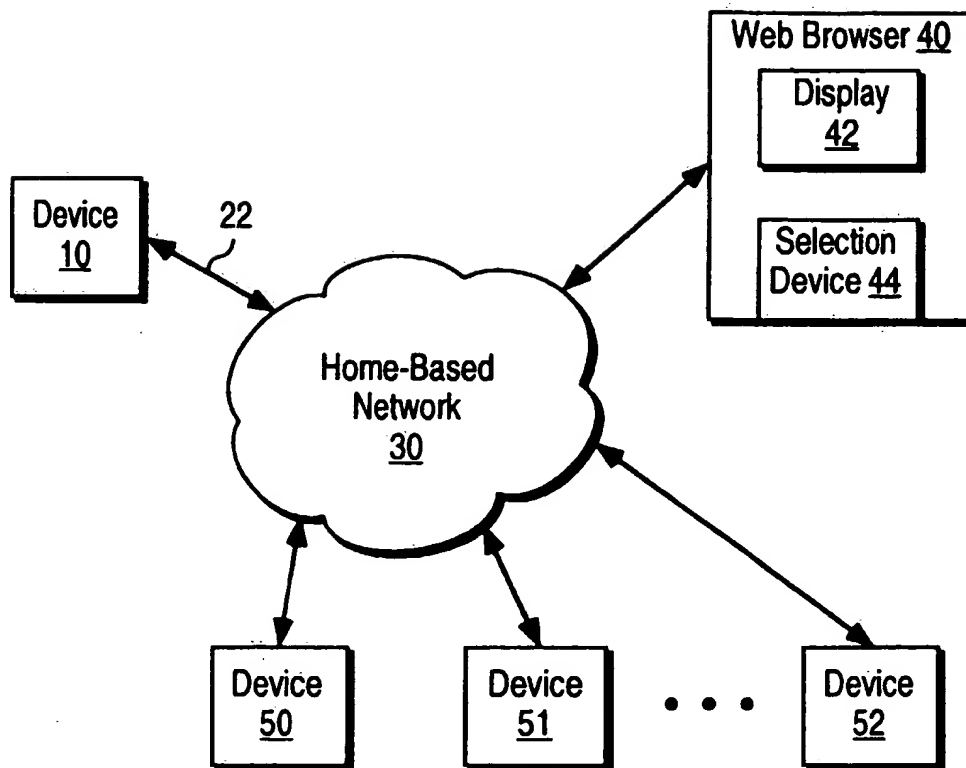 Web Browser 40
Display
42
Selection
Device 44
Device
10
22
Home-Based
Network
30
Device
50
Device
51
Device
52